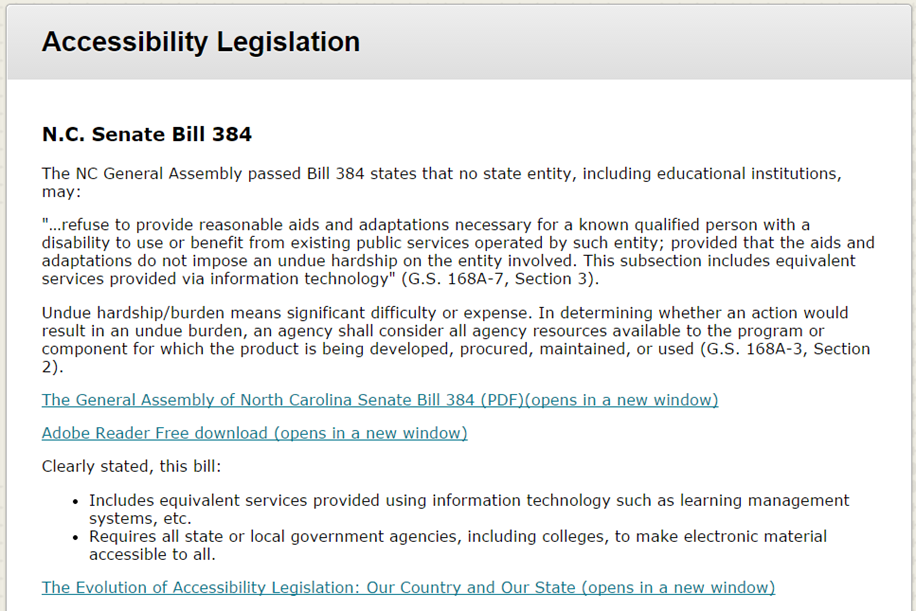 Accessibility Legislation
N.C. Senate Bill 384
The NC General Assembly passed Bill 384 states that no state entity, including educational institutions,
may:
"...refuse to provide reasonable aids and adaptations necessary for a known qualified person with a
disability to use or benefit from existing public services operated by such entity; provided that the aids and
adaptations do not impose an undue hardship on the entity involved. This subsection includes equivalent
services provided via information technology" (G.S. 168A-7, Section 3).
Undue hardship/burden means significant difficulty or expense. In determining whether an action would
result in an undue burden, an agency shall consider all agency resources available to the program or
component for which the product is being developed, procured, maintained, or used (G.S. 168A-3, Section
2).
The General Assembly of North Carolina Senate Bill 384 (PDF)(opens in a new window)
Adobe Reader Free download (opens in a new window)
Clearly stated, this bill:
• Includes equivalent services provided using information technology such as learning management
systems, etc.
• Requires all state or local government agencies, including colleges, to make electronic material
accessible to all.
The Evolution of Accessibility Legislation: Our Country and Our State (opens in a new window)